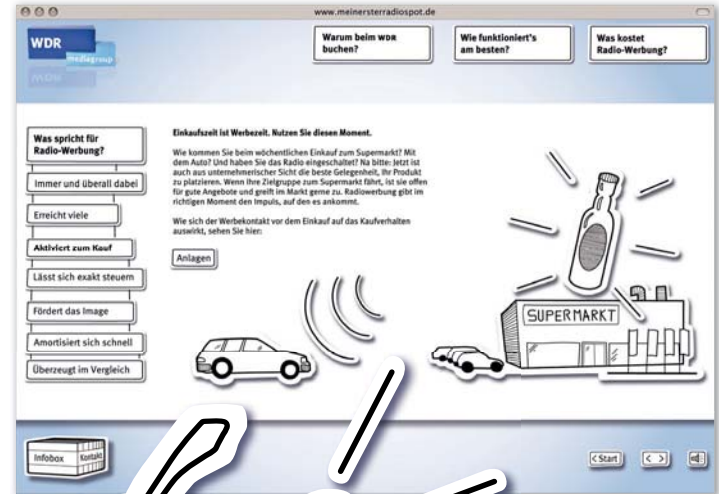 www.meinersterradiospot.de
WDR
mediagroup
Warum beim WDR
buchen?
Wie funktioniert's
am besten?
Was kostet
Radio-Werbung?
Was spricht für
Radio-Werbung?
Immer und überall dabei
Erreicht viele
Aktiviert zum Kauf
Lässt sich exakt steuern
Fördert das Image
Amortisiert sich schnell
Überzeugt im Vergleich
Einkaufszeit ist Werbezeit. Nutzen Sie diesen Moment.
Wie kommen Sie beim wöchentlichen Einkauf zum Supermarkt? Mit
dem Auto? Und haben Sie das Radio eingeschaltet? Na bitte: Jetzt ist
auch aus unternehmerischer Sicht die beste Gelegenheit, Ihr Produkt
zu platzieren. Wenn Ihre Zielgruppe zum Supermarkt fährt, ist sie offen
für gute Angebote und greift im Markt gerne zu. Radiowerbung gibt im
richtigen Moment den Impuls, auf den es ankommt.
Wie sich der Werbekontakt vor dem Einkauf auf das Kaufverhalten
auswirkt, sehen Sie hier:
Anlagen
SUPERMARKT
Infobox
Kontakt
< Start
< >